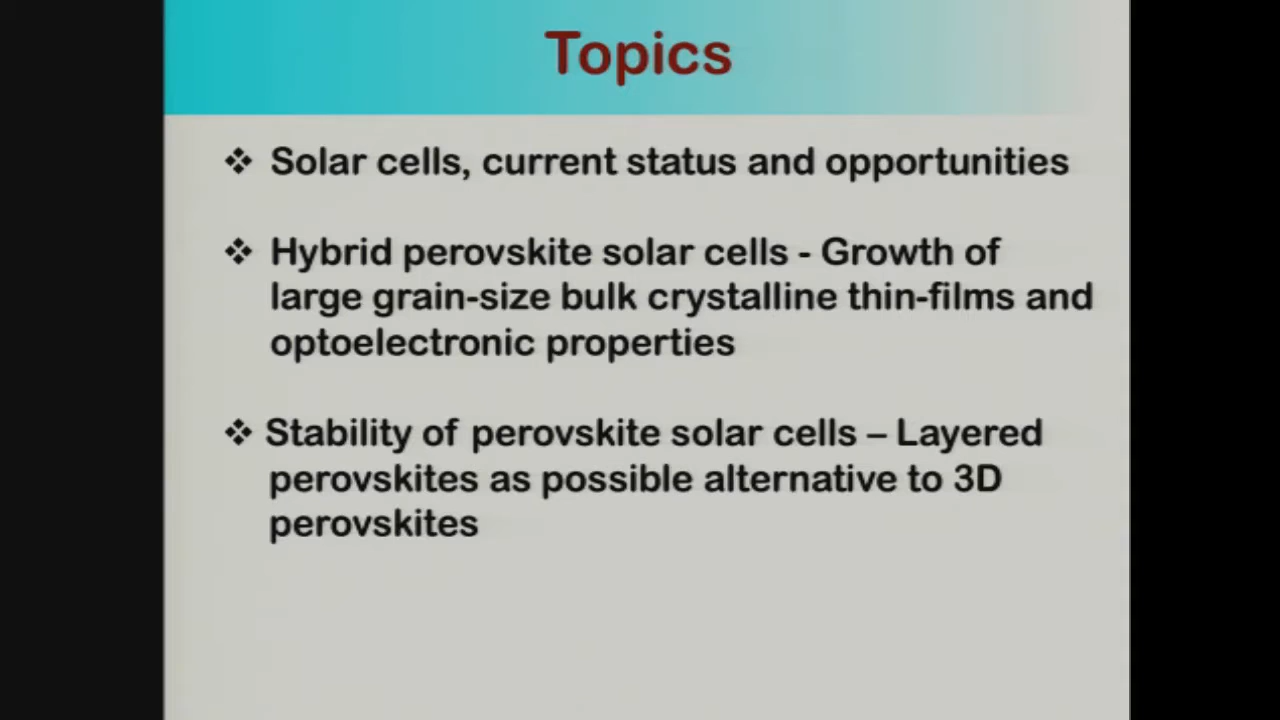 Topics
❖ Solar cells, current status and opportunities
❖ Hybrid perovskite solar cells - Growth of
large grain-size bulk crystalline thin-films and
optoelectronic properties
❖ Stability of perovskite solar cells – Layered
perovskites as possible alternative to 3D
perovskites